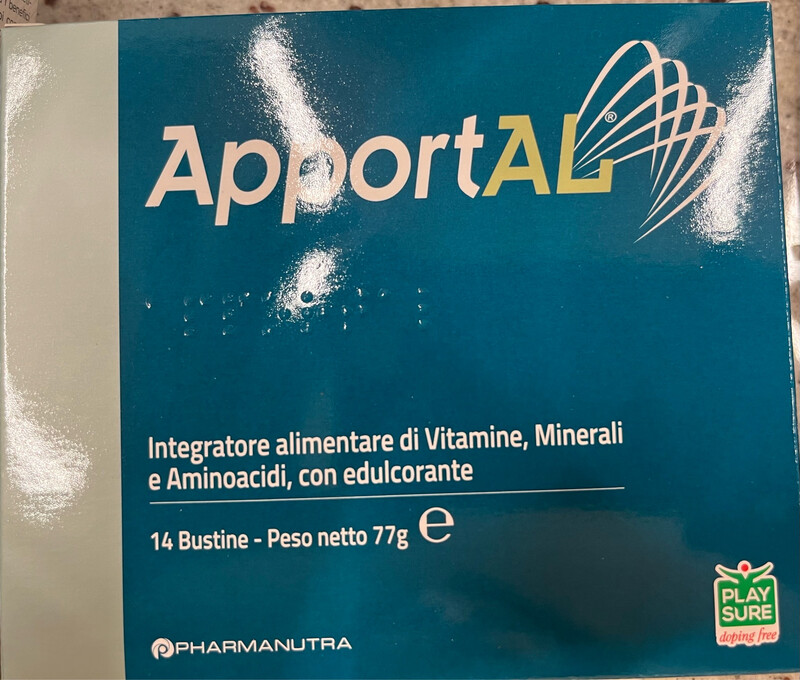 benefici
ApportAL®
Integratore alimentare di Vitamine, Minerali
e Aminoacidi, con edulcorante
14 Bustine - Peso netto 77g e
PHARMANUTRA
PLAY
SURE
doping free